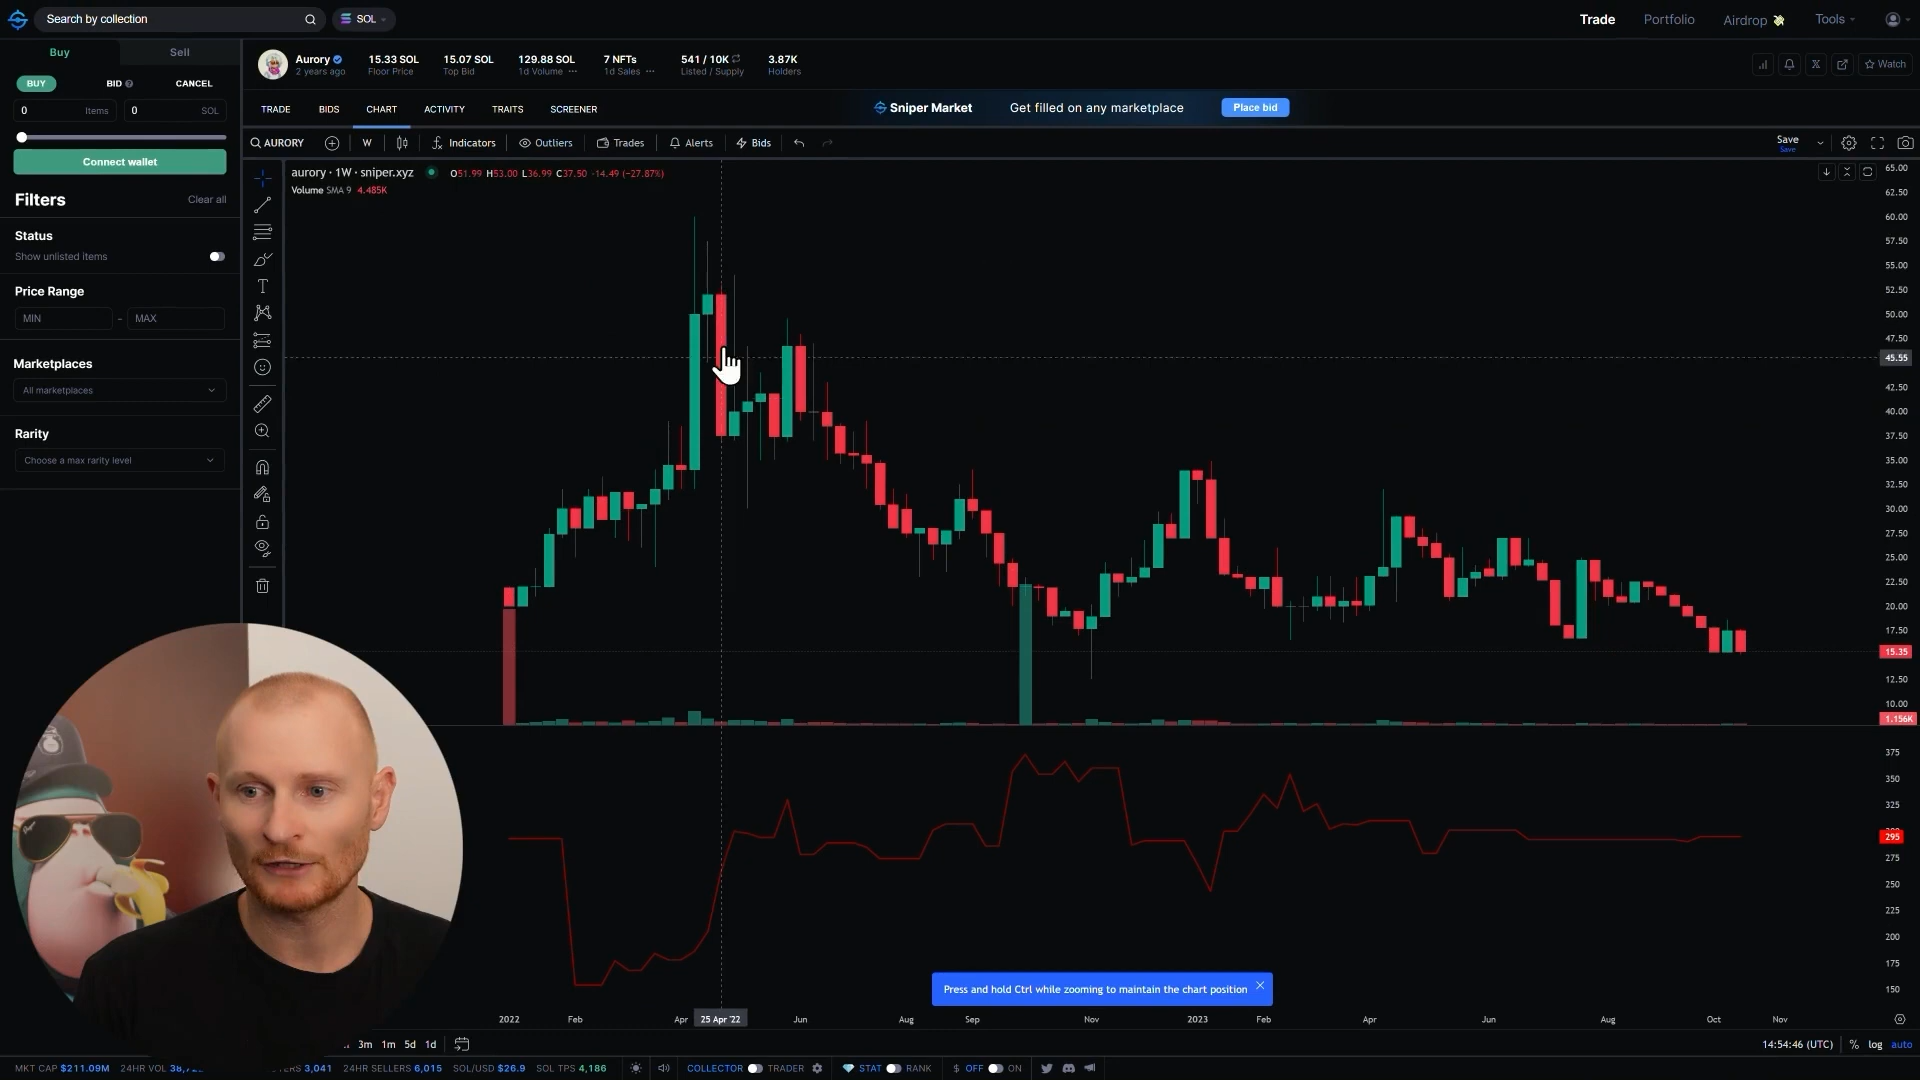 Search by collection
SOL
Trade
Portfolio
Airdrop
Tools
Buy
Sell
BUY
BID
CANCEL
0 Items
0 SOL
Connect wallet
Filters
Clear all
Status
Show unlisted items
Price Range
MIN
-
MAX
Marketplaces
All marketplaces
Rarity
Choose a max rarity level
Aurory
2 years ago
15.33 SOL
Floor Price
15.07 SOL
Top Bid
129.88 SOL
1d Volume
7 NFTs
1d Sales
541 / 10K
Listed / Supply
3.87K
Holders
Watch
TRADE
BIDS
CHART
ACTIVITY
TRAITS
SCREENER
Sniper Market
Get filled on any marketplace
Place bid
AURORY
W
Indicators
Outliers
Trades
Alerts
Bids
Save
Save
aurory · 1W · sniper.xyz
O51.99 H53.00 L36.99 C37.50 -14.49 (-27.87%)
Volume SMA 9 4.485K
65.00
62.50
60.00
57.50
55.00
52.50
50.00
47.50
45.55
42.50
40.00
37.50
35.00
32.50
30.00
27.50
25.00
22.50
20.00
17.50
15.35
12.50
10.00
1.156K
375
350
325
295
275
250
225
200
175
150
Press and hold Ctrl while zooming to maintain the chart position
2022
Feb
Apr
25 Apr '22
Jun
Aug
Sep
Nov
2023
Feb
Apr
Jun
Aug
Oct
Nov
3m
1m
5d
1d
14:54:46 (UTC)
%
log
auto
MKT CAP $211.09M
24HR VOL
3,041
24HR SELLERS 6,015
SOL/USD $26.9
SOL TPS 4,186
COLLECTOR
TRADER
STAT
RANK
$ OFF
ON